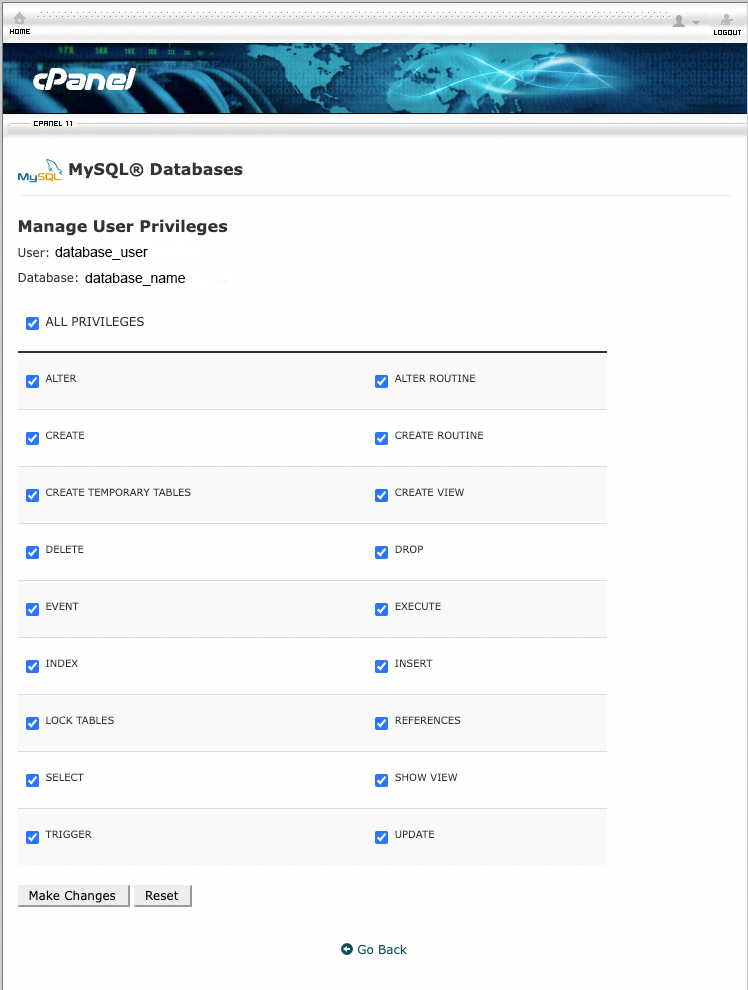 HOME
LOGOUT
17X 16X
cPanel
CPANEL 11
MySQL MySQL® Databases
Manage User Privileges
User: database_user
Database: database_name
ALL PRIVILEGES
ALTER ALTER ROUTINE
CREATE CREATE ROUTINE
CREATE TEMPORARY TABLES CREATE VIEW
DELETE DROP
EVENT EXECUTE
INDEX INSERT
LOCK TABLES REFERENCES
SELECT SHOW VIEW
TRIGGER UPDATE
Make Changes Reset
Go Back